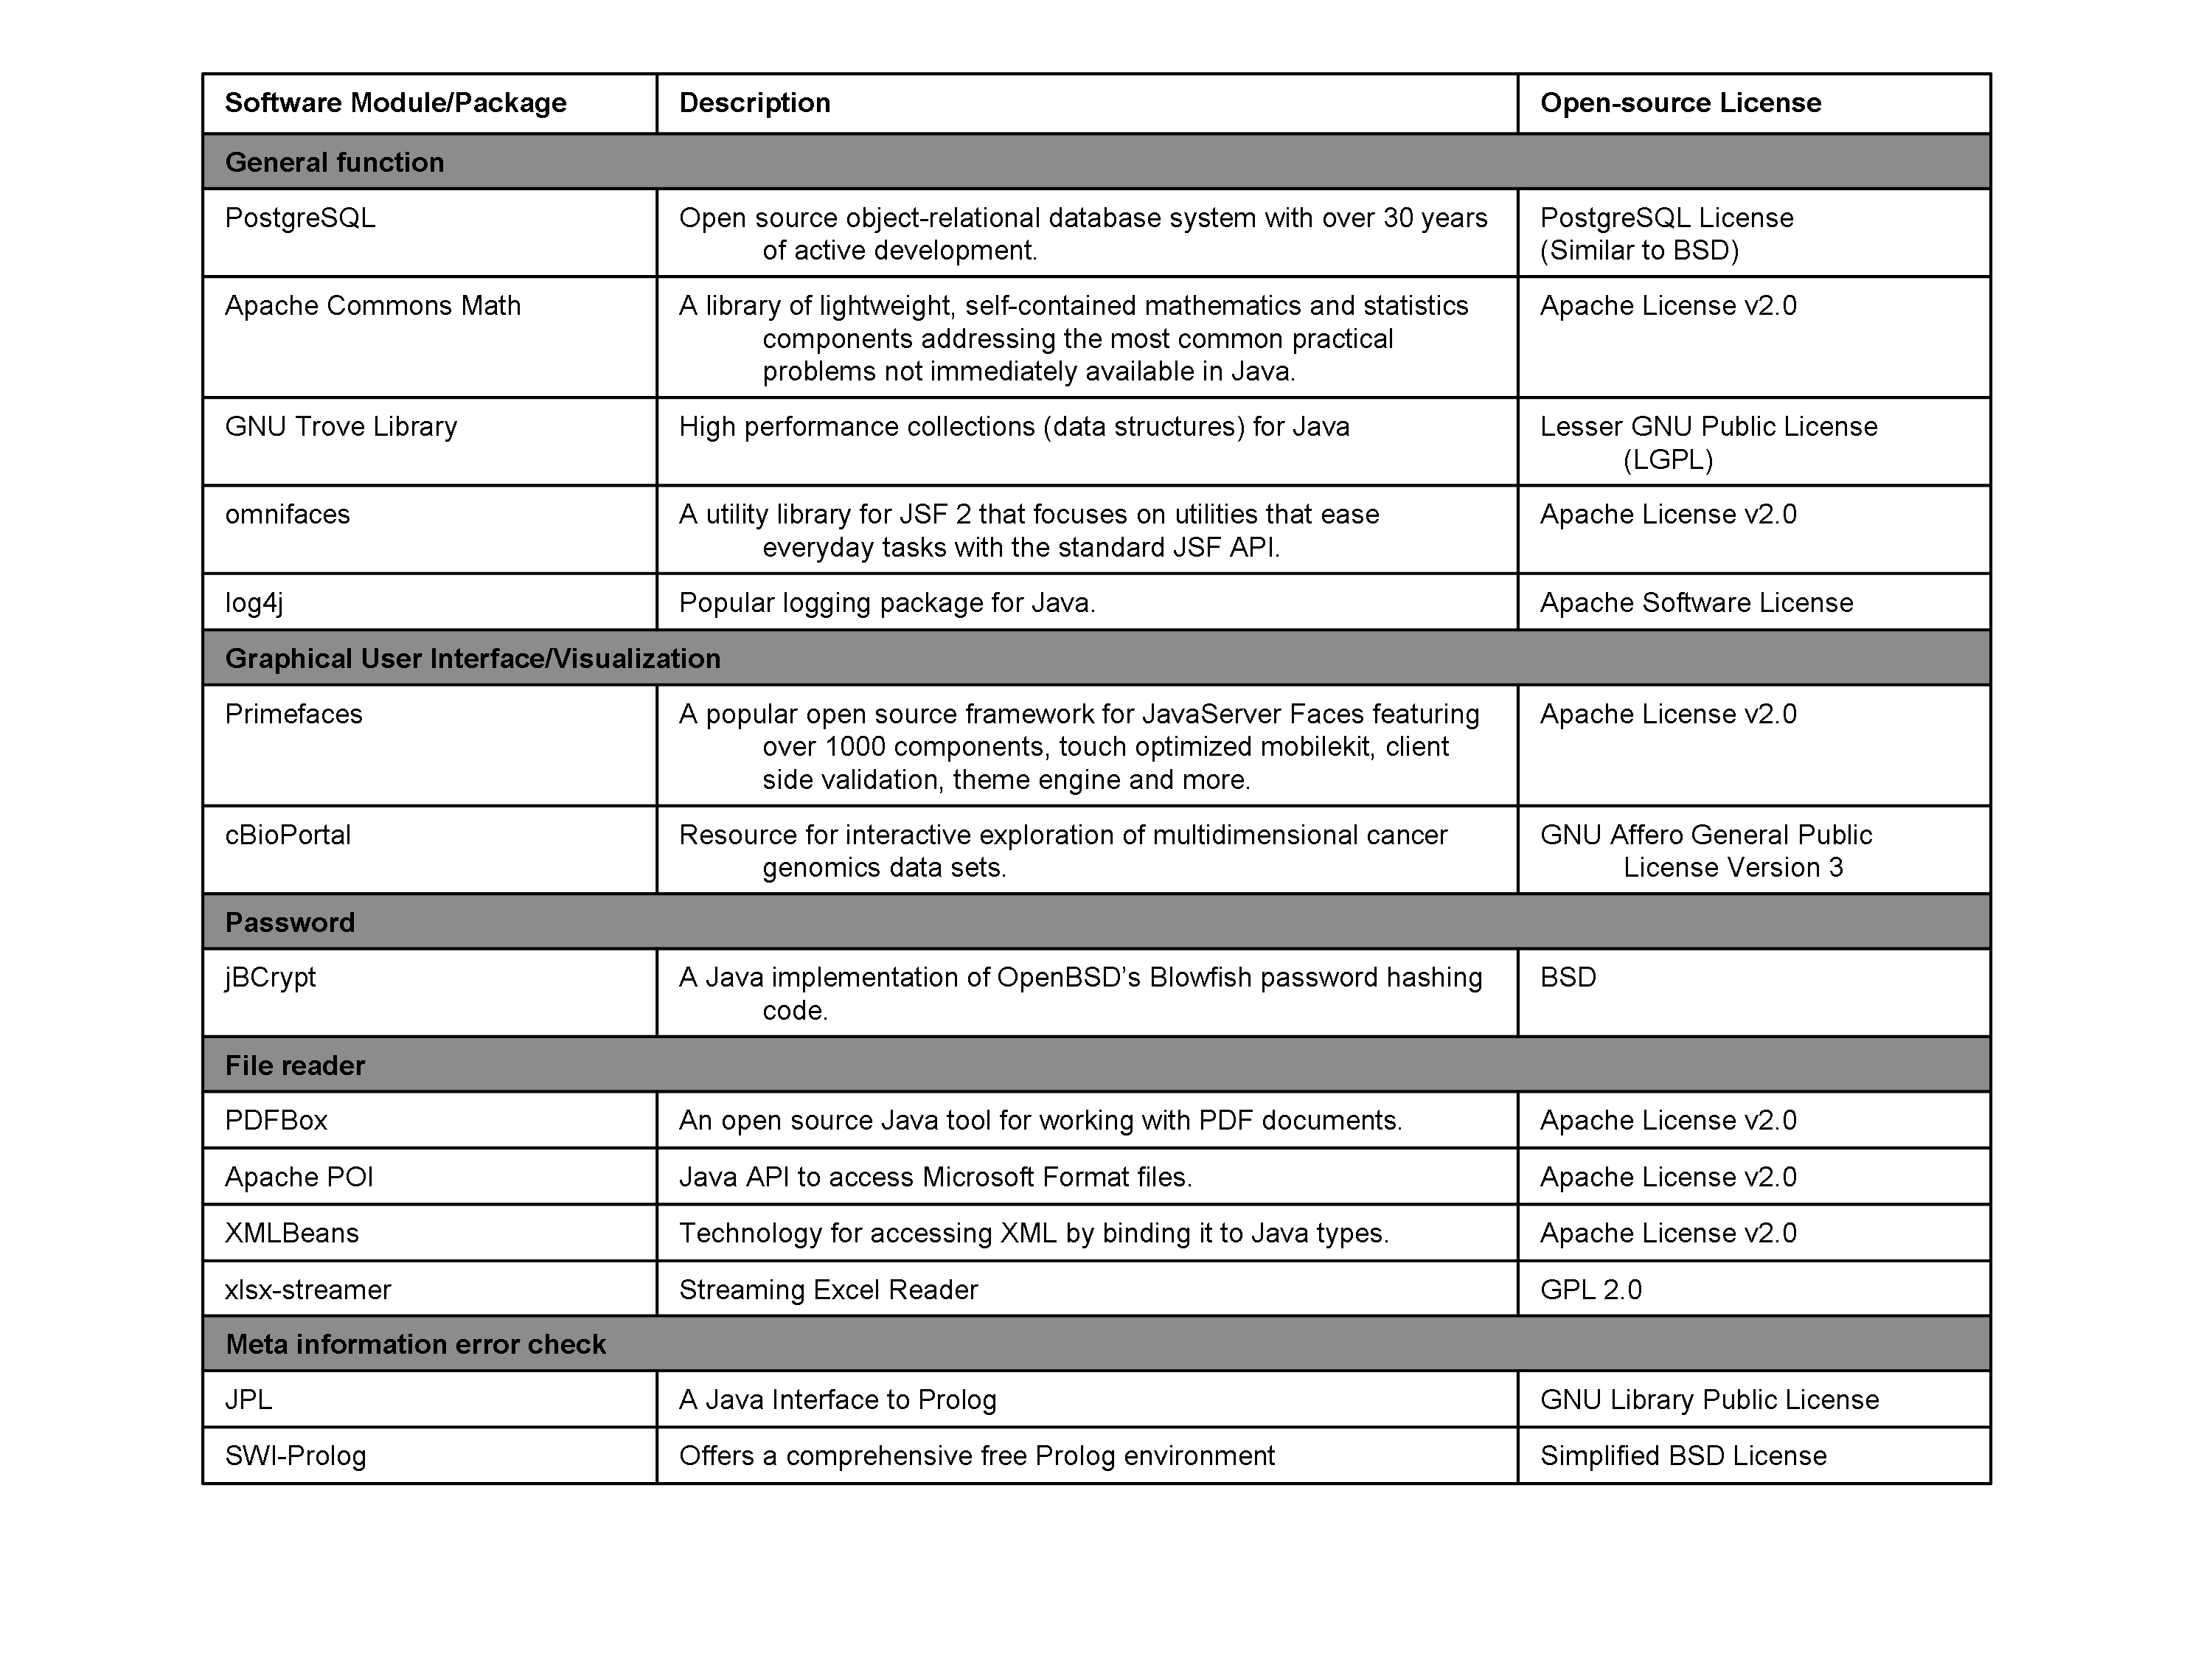 Software Module/Package Description Open-source License
General function
PostgreSQL Open source object-relational database system with over 30 years PostgreSQL License
of active development. (Similar to BSD)
Apache Commons Math A library of lightweight, self-contained mathematics and statistics Apache License v2.0
components addressing the most common practical
problems not immediately available in Java.
GNU Trove Library High performance collections (data structures) for Java Lesser GNU Public License
(LGPL)
omnifaces A utility library for JSF 2 that focuses on utilities that ease Apache License v2.0
everyday tasks with the standard JSF API.
log4j Popular logging package for Java. Apache Software License
Graphical User Interface/Visualization
Primefaces A popular open source framework for JavaServer Faces featuring Apache License v2.0
over 1000 components, touch optimized mobilekit, client
side validation, theme engine and more.
cBioPortal Resource for interactive exploration of multidimensional cancer GNU Affero General Public
genomics data sets. License Version 3
Password
jBCrypt A Java implementation of OpenBSD’s Blowfish password hashing BSD
code.
File reader
PDFBox An open source Java tool for working with PDF documents. Apache License v2.0
Apache POI Java API to access Microsoft Format files. Apache License v2.0
XMLBeans Technology for accessing XML by binding it to Java types. Apache License v2.0
xlsx-streamer Streaming Excel Reader GPL 2.0
Meta information error check
JPL A Java Interface to Prolog GNU Library Public License
SWI-Prolog Offers a comprehensive free Prolog environment Simplified BSD License